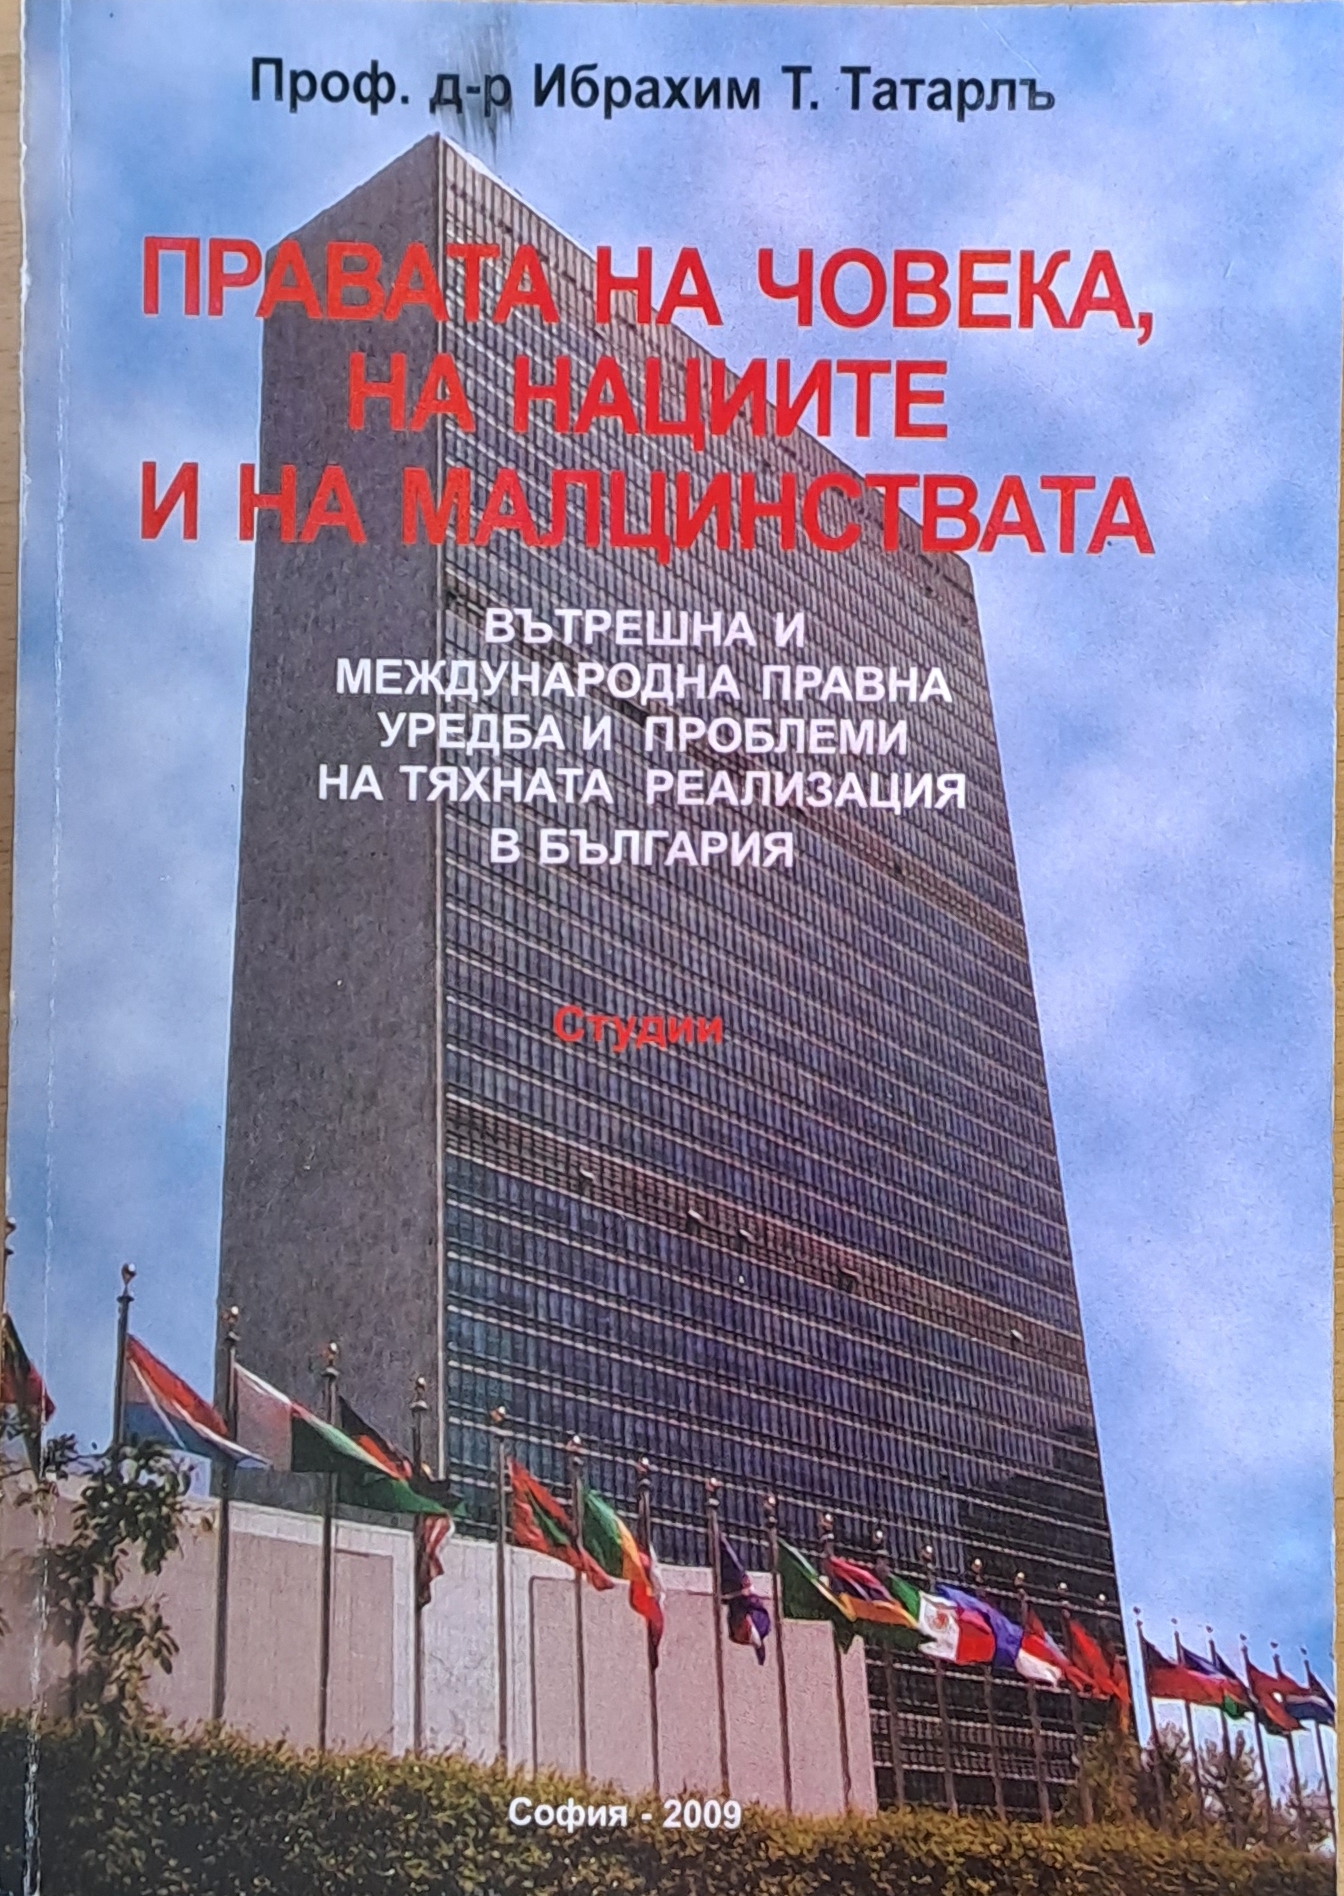 Проф. д-р Ибрахим Т. Татарлъ
ПРАВАТА НА ЧОВЕКА,
НА НАЦИИТЕ
И НА МАЛЦИНСТВАТА
ВЪТРЕШНА И
МЕЖДУНАРОДНА ПРАВНА
УРЕДБА И ПРОБЛЕМИ
НА ТЯХНАТА РЕАЛИЗАЦИЯ
В БЪЛГАРИЯ
Студии
София - 2009